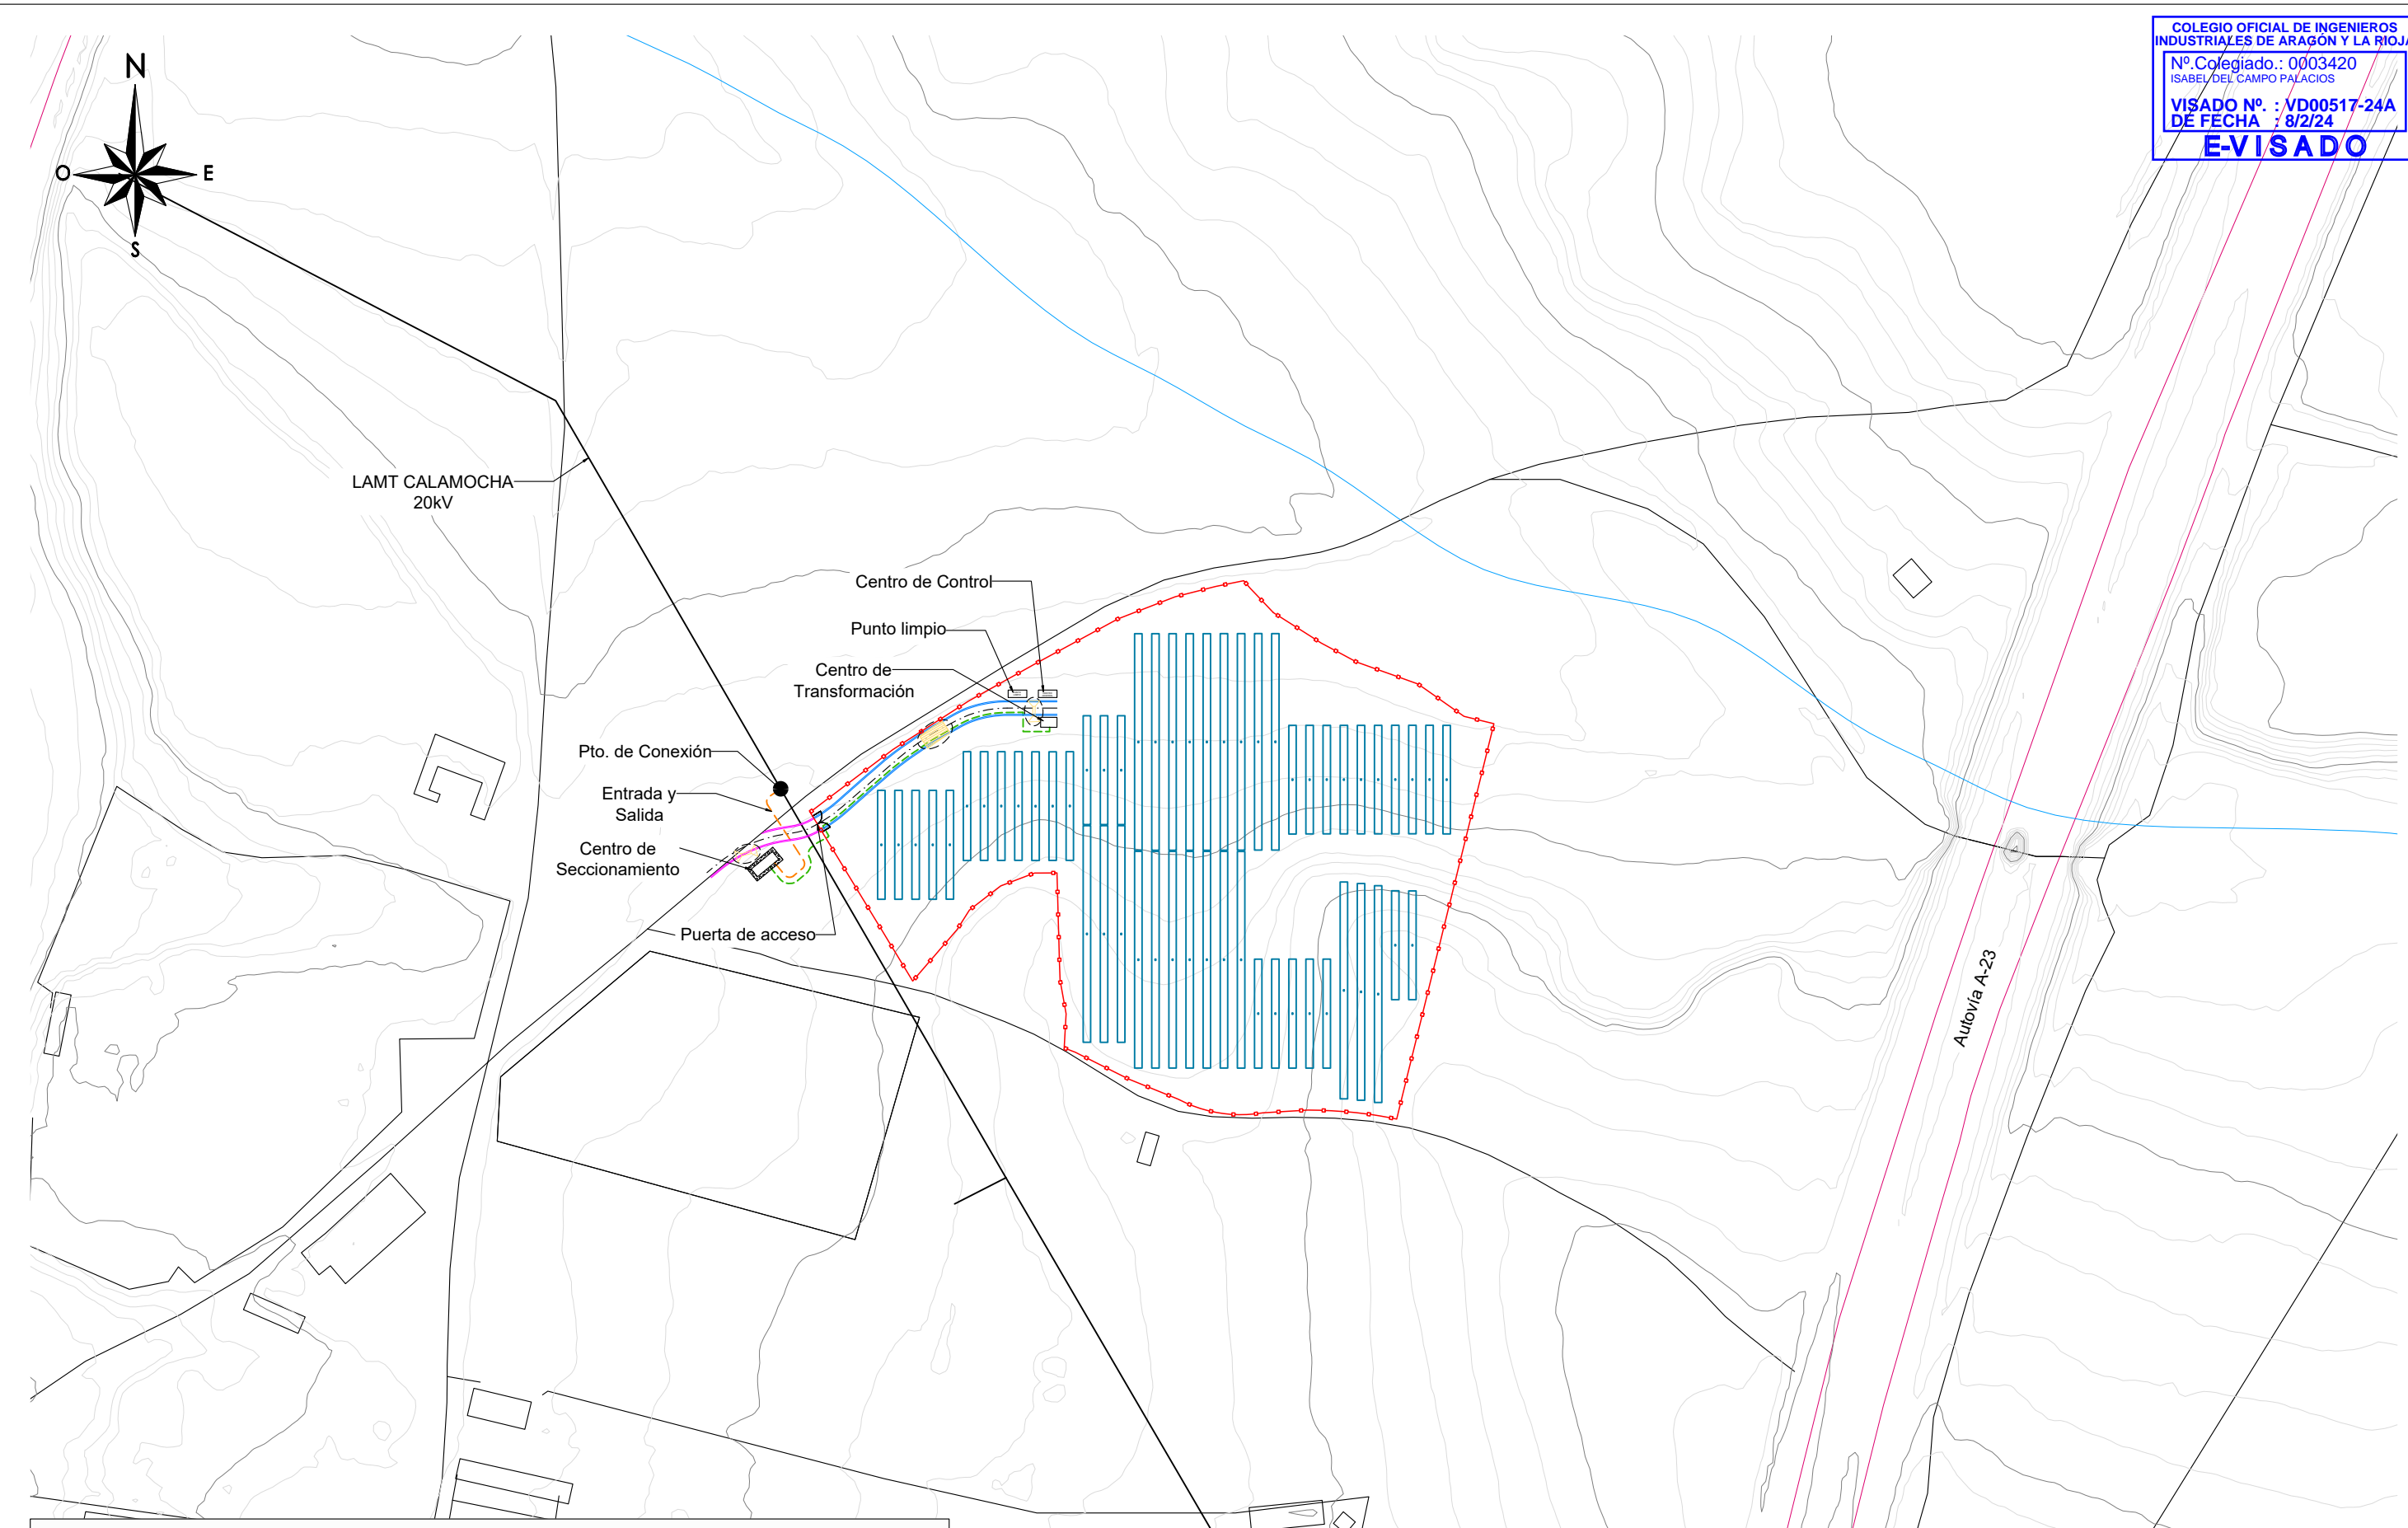 COLEGIO OFICIAL DE INGENIEROS
INDUSTRIALES DE ARAGÓN Y LA RIOJA
Nº.Colegiado.: 0003420
ISABEL DEL CAMPO PALACIOS
VISADO Nº. : VD00517-24A
DE FECHA : 8/2/24
E-VISADO
N
O
E
S
LAMT CALAMOCHA
20kV
Centro de Control
Punto limpio
Centro de
Transformación
Pto. de Conexión
Entrada y
Salida
Centro de
Seccionamiento
Puerta de acceso
Autovía A-23